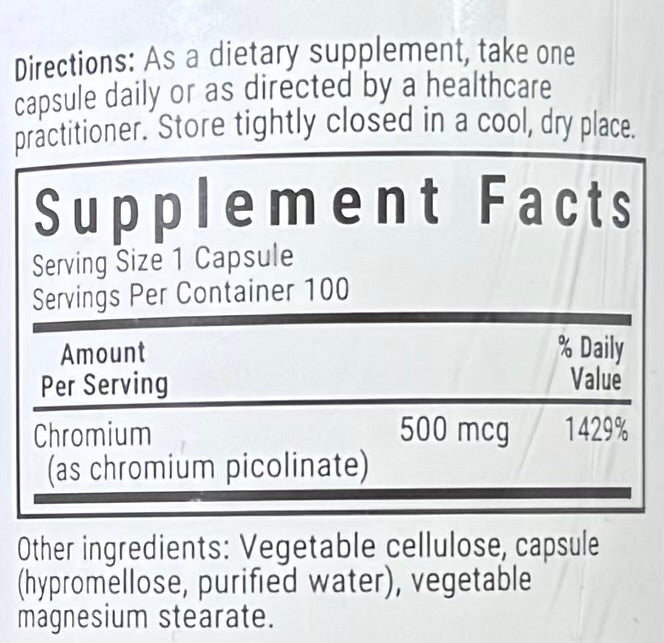 Directions: As a dietary supplement, take one
capsule daily or as directed by a healthcare
practitioner. Store tightly closed in a cool, dry place.
Supplement Facts
Serving Size 1 Capsule
Servings Per Container 100
Amount
Per Serving
% Daily
Value
Chromium 500 mcg 1429%
(as chromium picolinate)
Other ingredients: Vegetable cellulose, capsule
(hypromellose, purified water), vegetable
magnesium stearate.